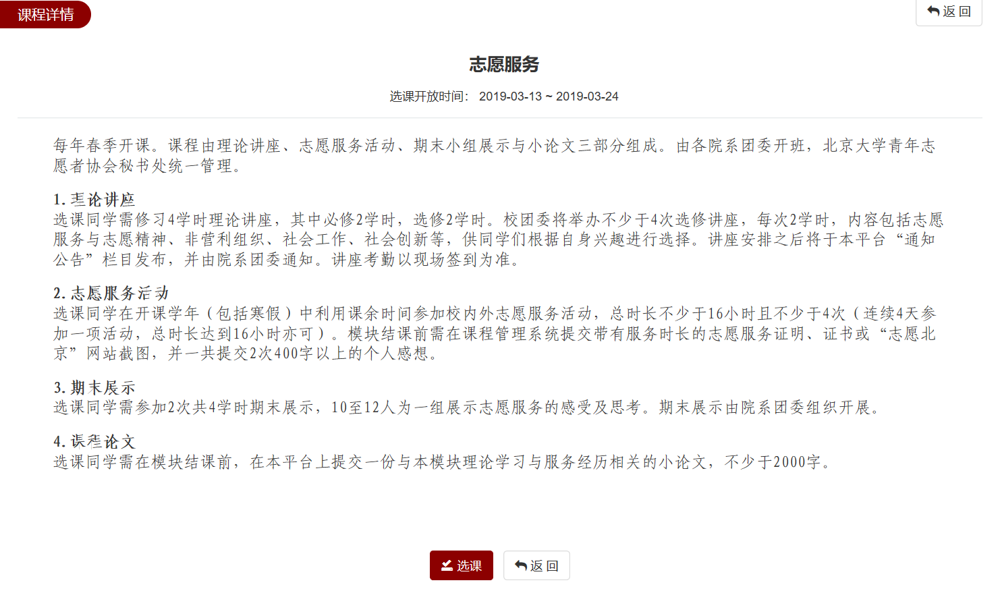 课程详情
返 回
志愿服务
选课开放时间： 2019-03-13 ~ 2019-03-24
每年春季开课。课程由理论讲座、志愿服务活动、期末小组展示与小论文三部分组成。由各院系团委开班，北京大学青年志
愿者协会秘书处统一管理。
1. 理论讲座
选课同学需修习4学时理论讲座，其中必修2学时，选修2学时。校团委将举办不少于4次选修讲座，每次2学时，内容包括志愿
服务与志愿精神、非营利组织、社会工作、社会创新等，供同学们根据自身兴趣进行选择。讲座安排之后将于本平台“通知
公告”栏目发布，并由院系团委通知。讲座考勤以现场签到为准。
2. 志愿服务活动
选课同学在开课学年（包括寒假）中利用课余时间参加校内外志愿服务活动，总时长不少于16小时且不少于4次（连续4天参
加一项活动，总时长达到16小时亦可）。模块结课前需在课程管理系统提交带有服务时长的志愿服务证明、证书或“志愿北
京”网站截图，并一共提交2次400字以上的个人感想。
3. 期末展示
选课同学需参加2次共4学时期末展示，10至12人为一组展示志愿服务的感受及思考。期末展示由院系团委组织开展。
4. 课程论文
选课同学需在模块结课前，在本平台上提交一份与本模块理论学习与服务经历相关的小论文，不少于2000字。
选课
返 回